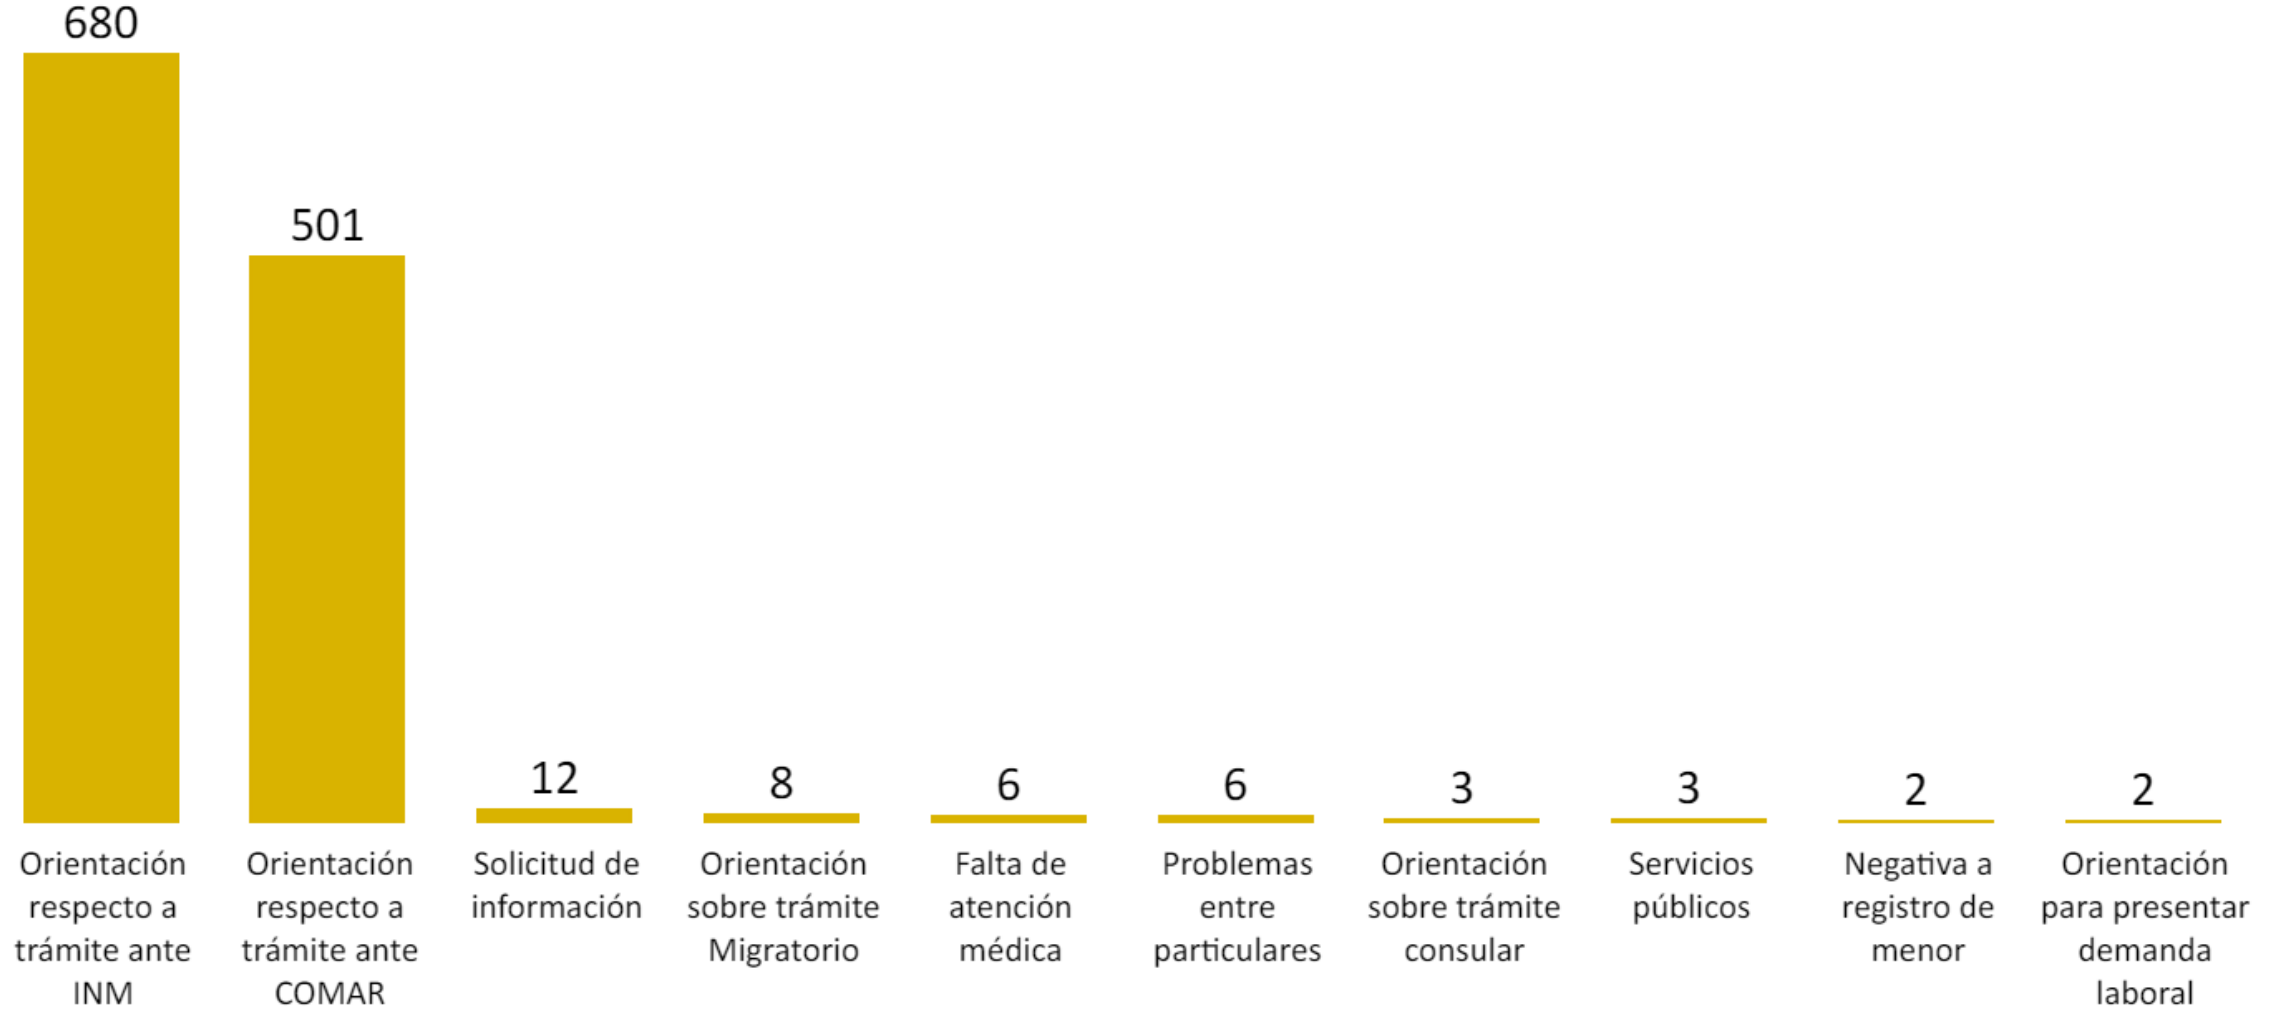 680
501
12
8
6
6
3
3
2
2
Orientación
respecto a
trámite ante
INM
Orientación
respecto a
trámite ante
COMAR
Solicitud de
información
Orientación
sobre trámite
Migratorio
Falta de
atención
médica
Problemas
entre
particulares
Orientación
sobre trámite
consular
Servicios
públicos
Negativa a
registro de
menor
Orientación
para presentar
demanda
laboral